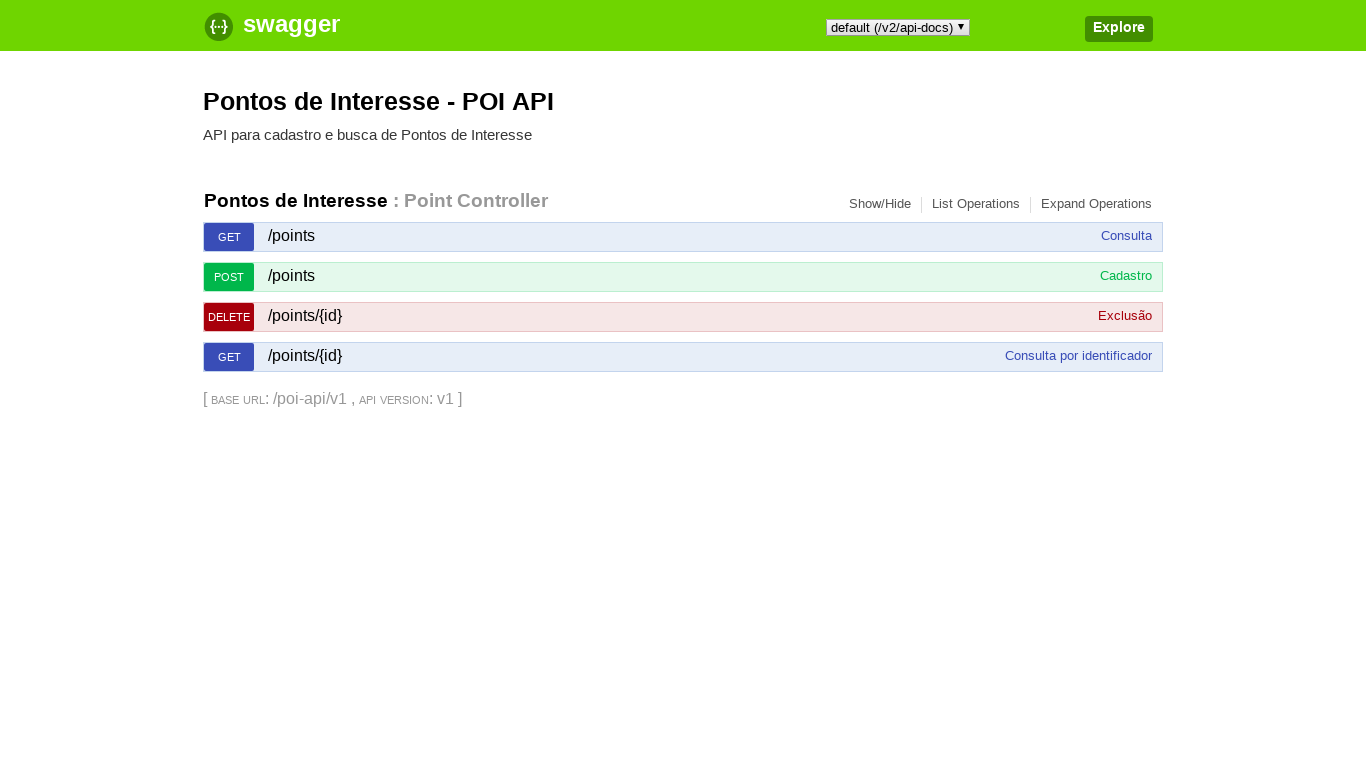 {···} swagger
default (/v2/api-docs)
Explore
Pontos de Interesse - POI API
API para cadastro e busca de Pontos de Interesse
Pontos de Interesse : Point Controller
Show/Hide
List Operations
Expand Operations
GET /points Consulta
POST /points Cadastro
DELETE /points/{id} Exclusão
GET /points/{id} Consulta por identificador
[ BASE URL: /poi-api/v1 , API VERSION: v1 ]